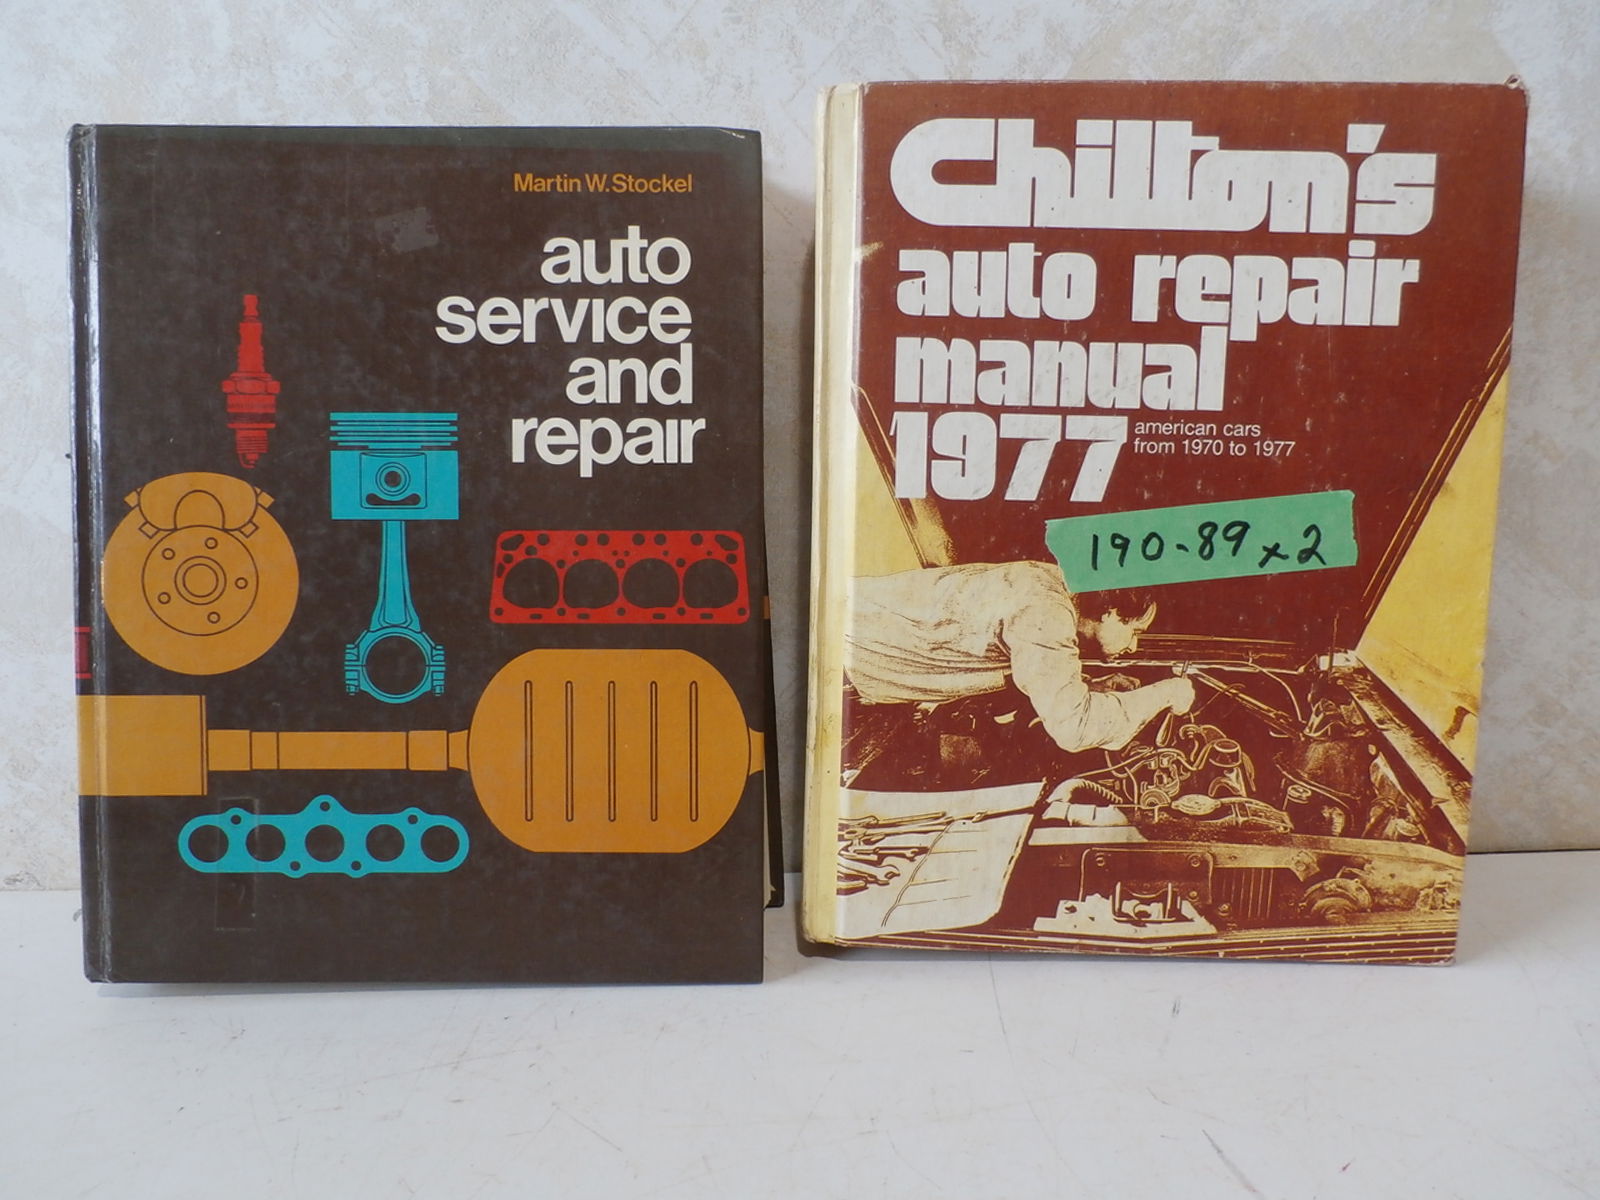 Martin W. Stockel
auto
service
and
repair
Chilton's
auto repair
manual
1977
american cars
from 1970 to 1977
190-89 x2